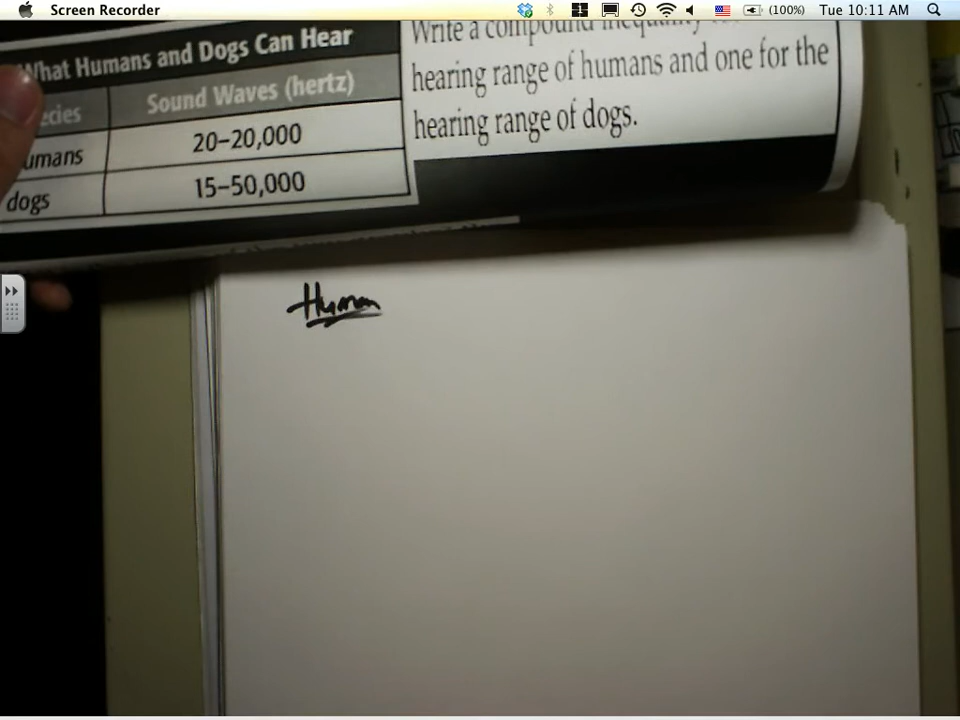 Screen Recorder
(100%) Tue 10:11 AM
What Humans and Dogs Can Hear
Sound Waves (hertz)
20–20,000
dogs 15–50,000
Write a compound
hearing range of humans and one for the
hearing range of dogs.
Human